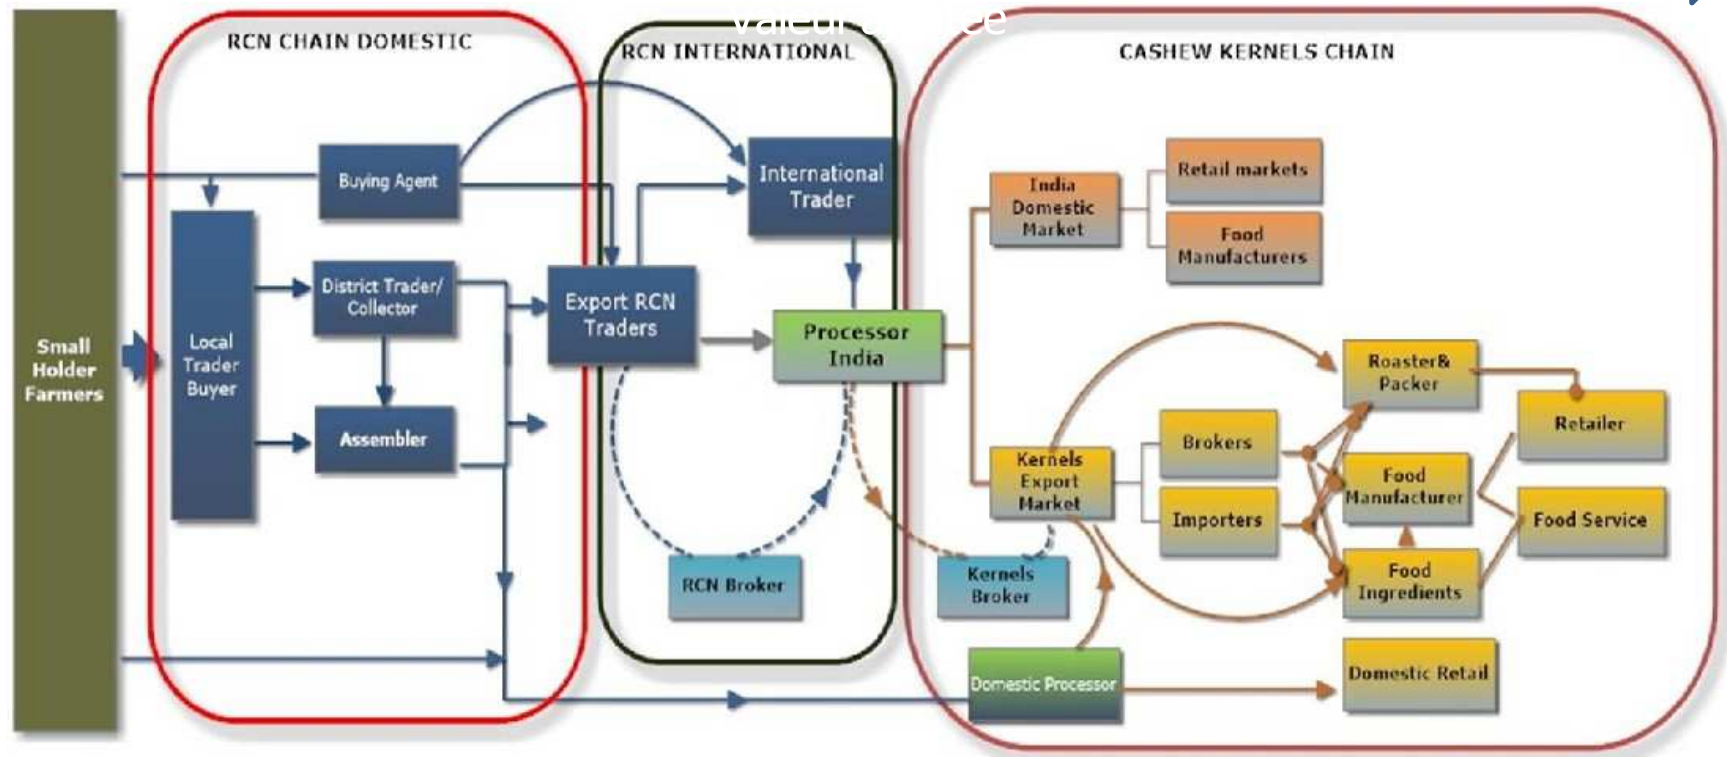 RCN CHAIN DOMESTIC
RCN INTERNATIONAL
CASHEW KERNELS CHAIN
Small
Holder
Farmers
Buying Agent
Local
Trader
Buyer
District Trader/
Collector
Assembler
Export RCN
Traders
International
Trader
Processor
India
RCN Broker
Kernels
Broker
Domestic Processor
India
Domestic
Market
Retail markets
Food
Manufacturers
Kernels
Export
Market
Brokers
Importers
Roaster&
Packer
Food
Manufacturer
Food
Ingredients
Retailer
Food Service
Domestic Retail